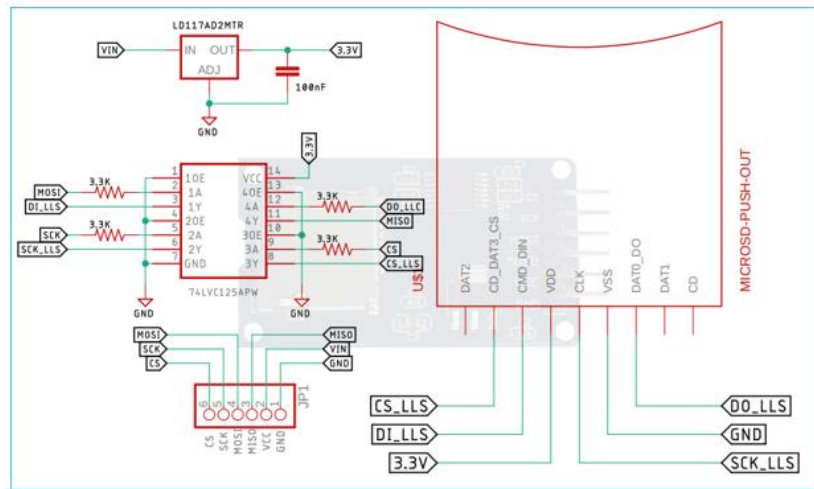 LD117AD2MTR
VIN
IN OUT
ADJ
3.3V
100nF
GND
3.3V
1 1OE VCC 14
2 1A 4OE 13
3 1Y 4A 12
4 2OE 4Y 11
5 2A 3OE 10
6 2Y 3A 9
7 GND 3Y 8
MOSI 3.3K
DI_LLS
SCK 3.3K
SCK_LLS
3.3K DO_LLC
MISO
3.3K CS
CS_LLS
GND
74LVC125APW
GND
MOSI MISO
SCK VIN
CS GND
6 5 4 3 2 1
CS SCK MOSI MISO VCC GND
JP1
U$1
MICROSD-PUSH-OUT
DAT2
CD_DAT3_CS
CMD_DIN
VDD
CLK
VSS
DAT0_DO
DAT1
CD
CS_LLS DO_LLS
DI_LLS GND
3.3V SCK_LLS